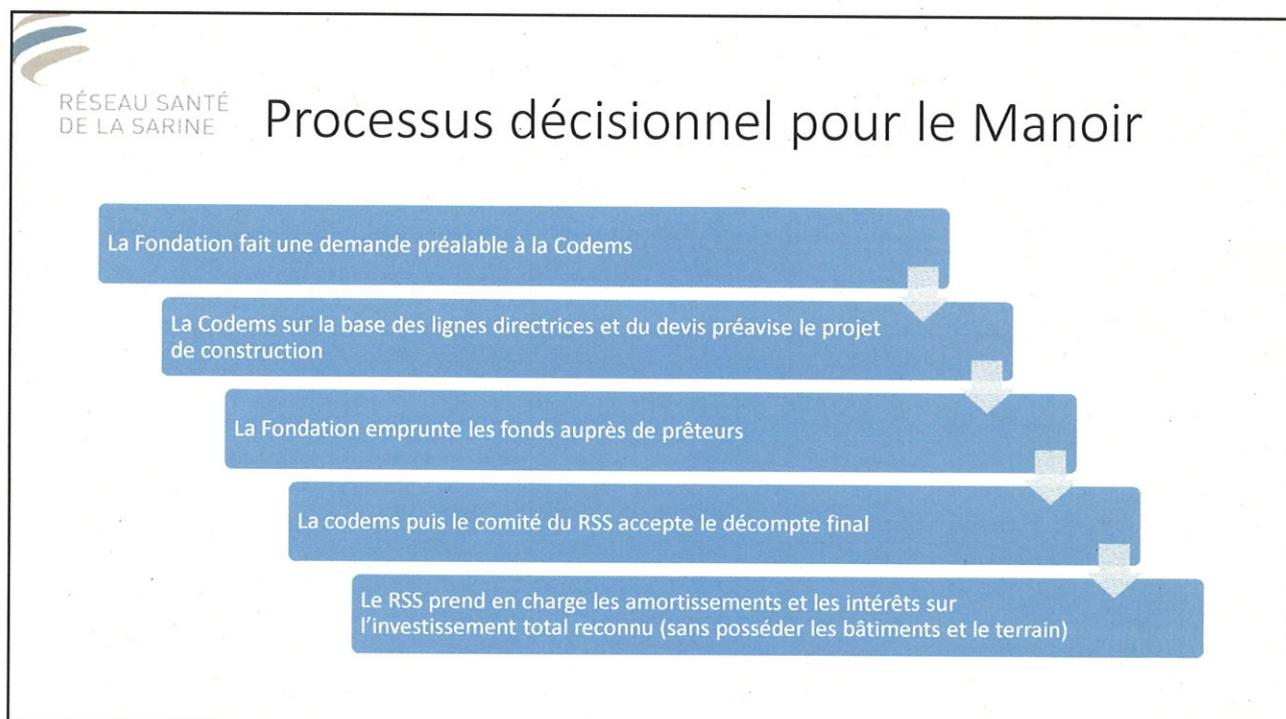 RÉSEAU SANTÉ
DE LA SARINE
Processus décisionnel pour le Manoir
La Fondation fait une demande préalable à la Codems
La Codems sur la base des lignes directrices et du devis préavise le projet
de construction
La Fondation emprunte les fonds auprès de prêteurs
La codems puis le comité du RSS accepte le décompte final
Le RSS prend en charge les amortissements et les intérêts sur
l'investissement total reconnu (sans posséder les bâtiments et le terrain)